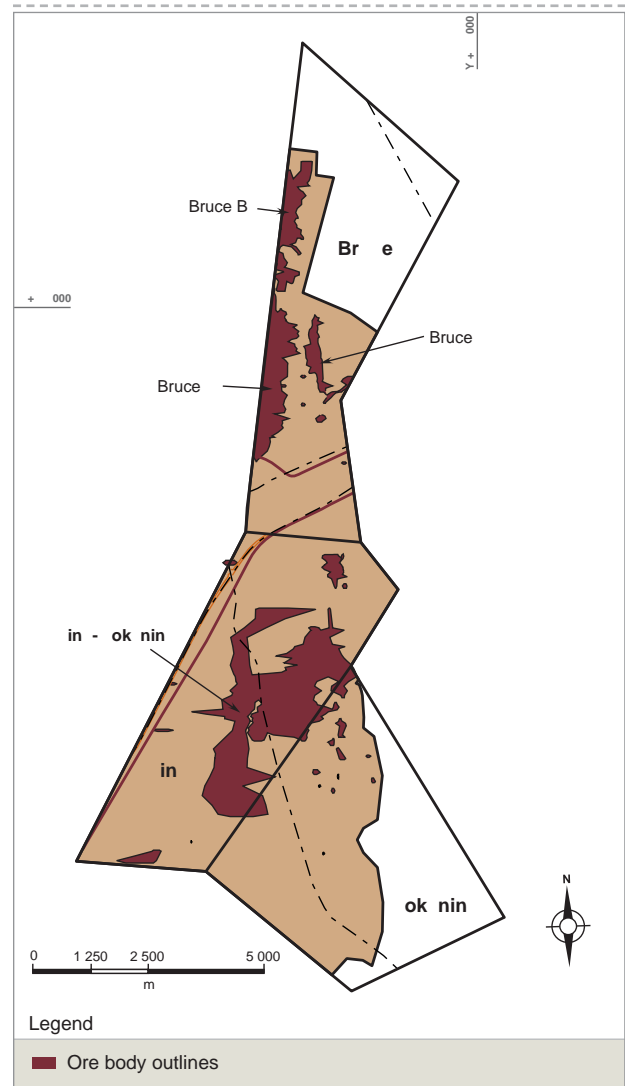 Y + 000
Bruce B
Br e
+ 000
Bruce
Bruce
in - ok nin
in
ok nin
N
0 1 250 2 500 5 000
m
Legend
Ore body outlines